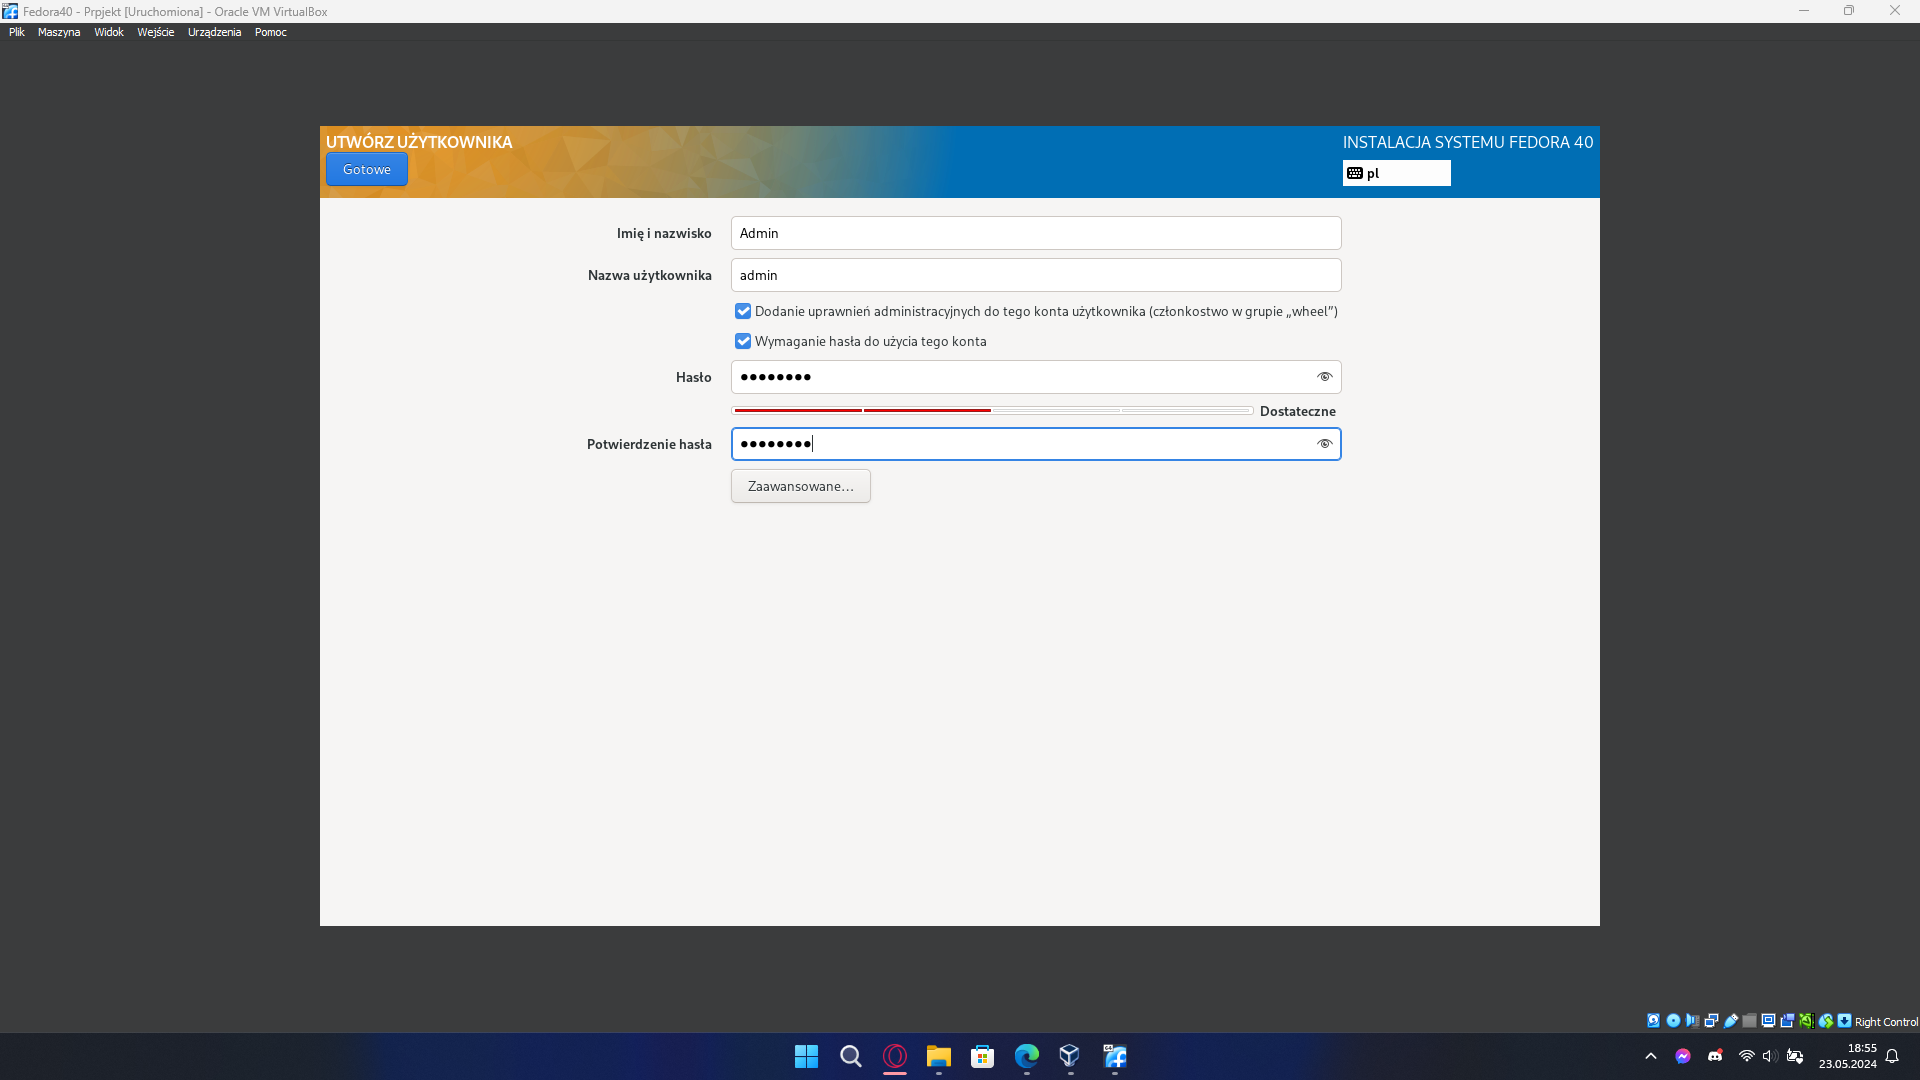 Fedora40 - Prpjekt [Uruchomiona] - Oracle VM VirtualBox
Plik Maszyna Widok Wejście Urządzenia Pomoc
UTWÓRZ UŻYTKOWNIKA
INSTALACJA SYSTEMU FEDORA 40
Gotowe
pl
Imię i nazwisko
Admin
Nazwa użytkownika
admin
Dodanie uprawnień administracyjnych do tego konta użytkownika (członkostwo w grupie „wheel”)
Wymaganie hasła do użycia tego konta
Hasło
●●●●●●●●
Dostateczne
Potwierdzenie hasła
●●●●●●●●
Zaawansowane…
Right Control
18:55
23.05.2024